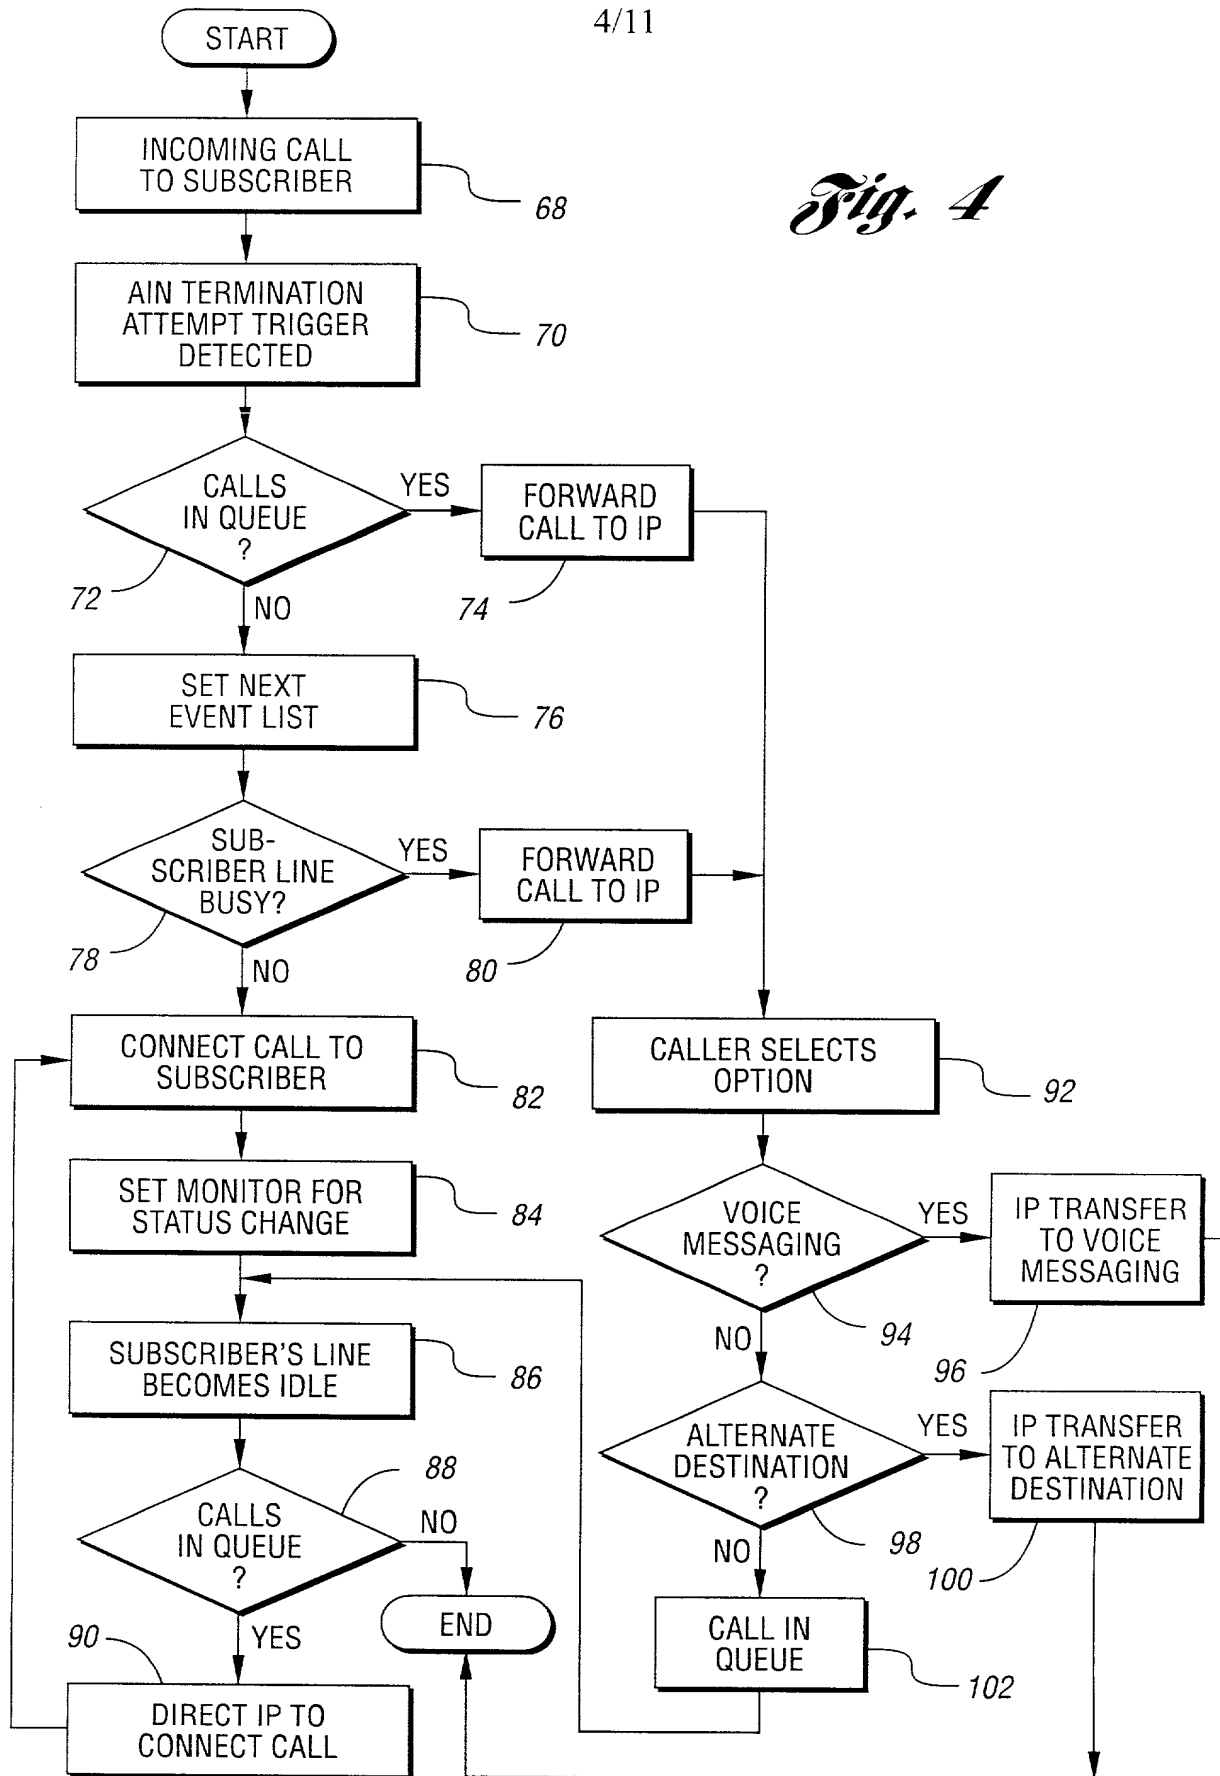 4/11
START
INCOMING CALL
TO SUBSCRIBER
68
Fig. 4
AIN TERMINATION
ATTEMPT TRIGGER
DETECTED
70
CALLS
IN QUEUE
?
72
YES
FORWARD
CALL TO IP
74
NO
SET NEXT
EVENT LIST
76
SUB-
SCRIBER LINE
BUSY?
78
YES
FORWARD
CALL TO IP
80
NO
CONNECT CALL TO
SUBSCRIBER
82
CALLER SELECTS
OPTION
92
SET MONITOR FOR
STATUS CHANGE
84
VOICE
MESSAGING
?
94
YES
IP TRANSFER
TO VOICE
MESSAGING
96
NO
SUBSCRIBER'S LINE
BECOMES IDLE
86
ALTERNATE
DESTINATION
?
98
YES
IP TRANSFER
TO ALTERNATE
DESTINATION
100
NO
CALLS
IN QUEUE
?
88
NO
END
CALL IN
QUEUE
102
YES
90
DIRECT IP TO
CONNECT CALL